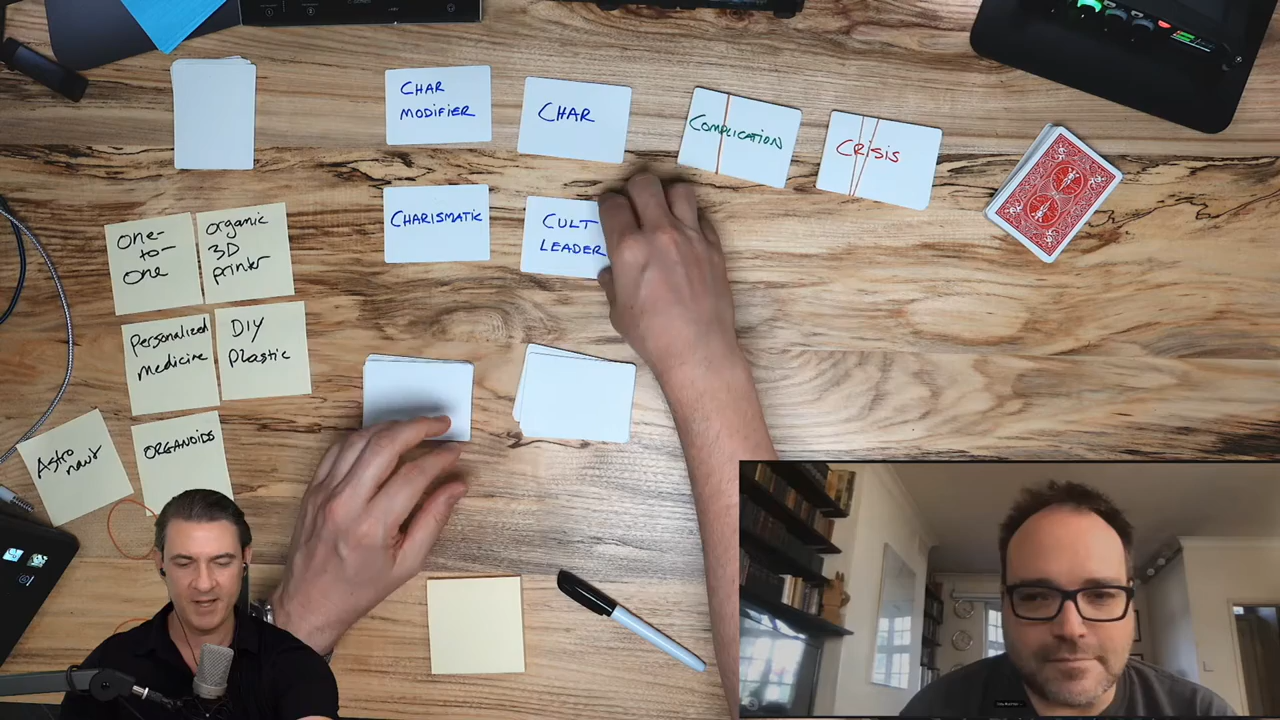 CHAR
MODIFIER
CHAR
COMPLICATION
CRISIS
CHARISMATIC
CULT
LEADER
ONE-
to-
one
organic
3D
printer
Personalized
medicine
DIY
Plastic
Astro
naut
ORGANOIDS